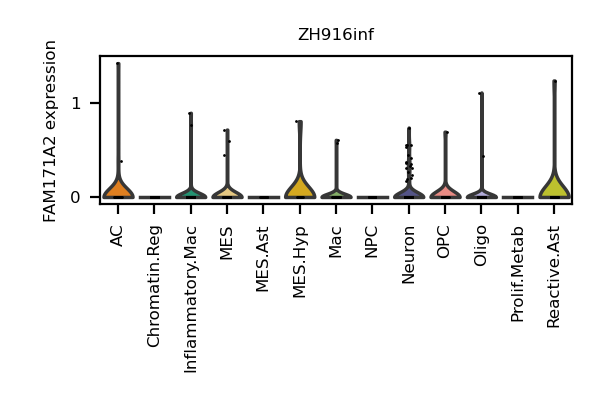 ZH916inf
FAM171A2 expression
1
0
AC
Chromatin.Reg
Inflammatory.Mac
MES
MES.Ast
MES.Hyp
Mac
NPC
Neuron
OPC
Oligo
Prolif.Metab
Reactive.Ast